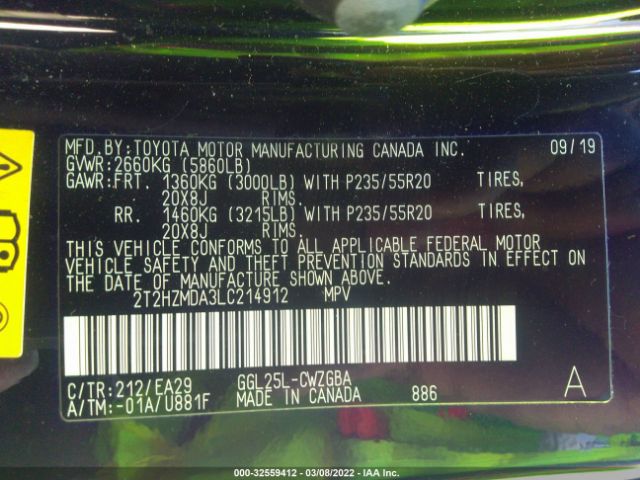 MFD. BY: TOYOTA MOTOR MANUFACTURING CANADA INC. 09/19
GVWR: 2660KG (5860LB)
GAWR: FRT. 1360KG (3000LB) WITH P235/55R20 TIRES,
20X8J RIMS.
RR. 1460KG (3215LB) WITH P235/55R20 TIRES,
20X8J RIMS.
THIS VEHICLE CONFORMS TO ALL APPLICABLE FEDERAL MOTOR
VEHICLE SAFETY AND THEFT PREVENTION STANDARDS IN EFFECT ON
THE DATE OF MANUFACTURE SHOWN ABOVE.
2T2HZMDA3LC214912 MPV
C/TR: 212/EA29 GGL25L-CWZGBA A
A/TM: -01A/U881F MADE IN CANADA 886
000-32559412 - 03/08/2022 - IAA Inc.